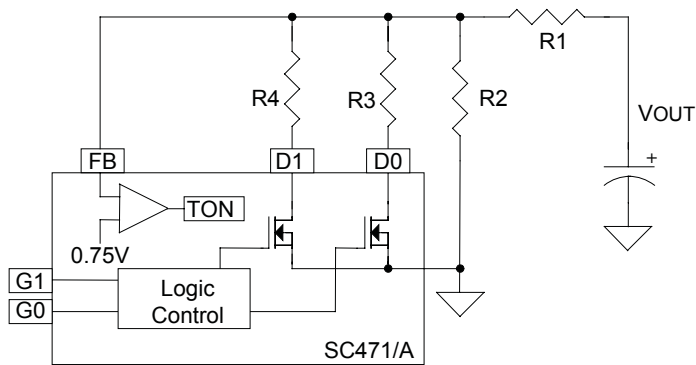 R1
R4
R3
R2
VOUT
+
FB
D1
D0
TON
0.75V
G1
G0
Logic
Control
SC471/A